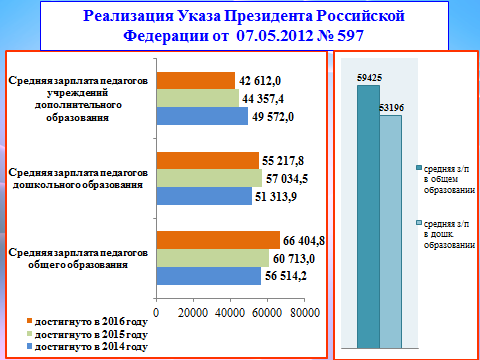 Реализация Указа Президента Российской
Федерации от 07.05.2012 № 597
Средняя зарплата педагогов
учреждений
дополнительного
образования
42 612,0
44 357,4
49 572,0
Средняя зарплата педагогов
дошкольного образования
55 217,8
57 034,5
51 313,9
Средняя зарплата педагогов
общего образования
66 404,8
60 713,0
56 514,2
0 20000 40000 60000 80000
достигнуто в 2016 году
достигнуто в 2015 году
достигнуто в 2014 году
59425
53196
средняя з/п
в общем
образовании
средняя з/п
в дошк.
образовании